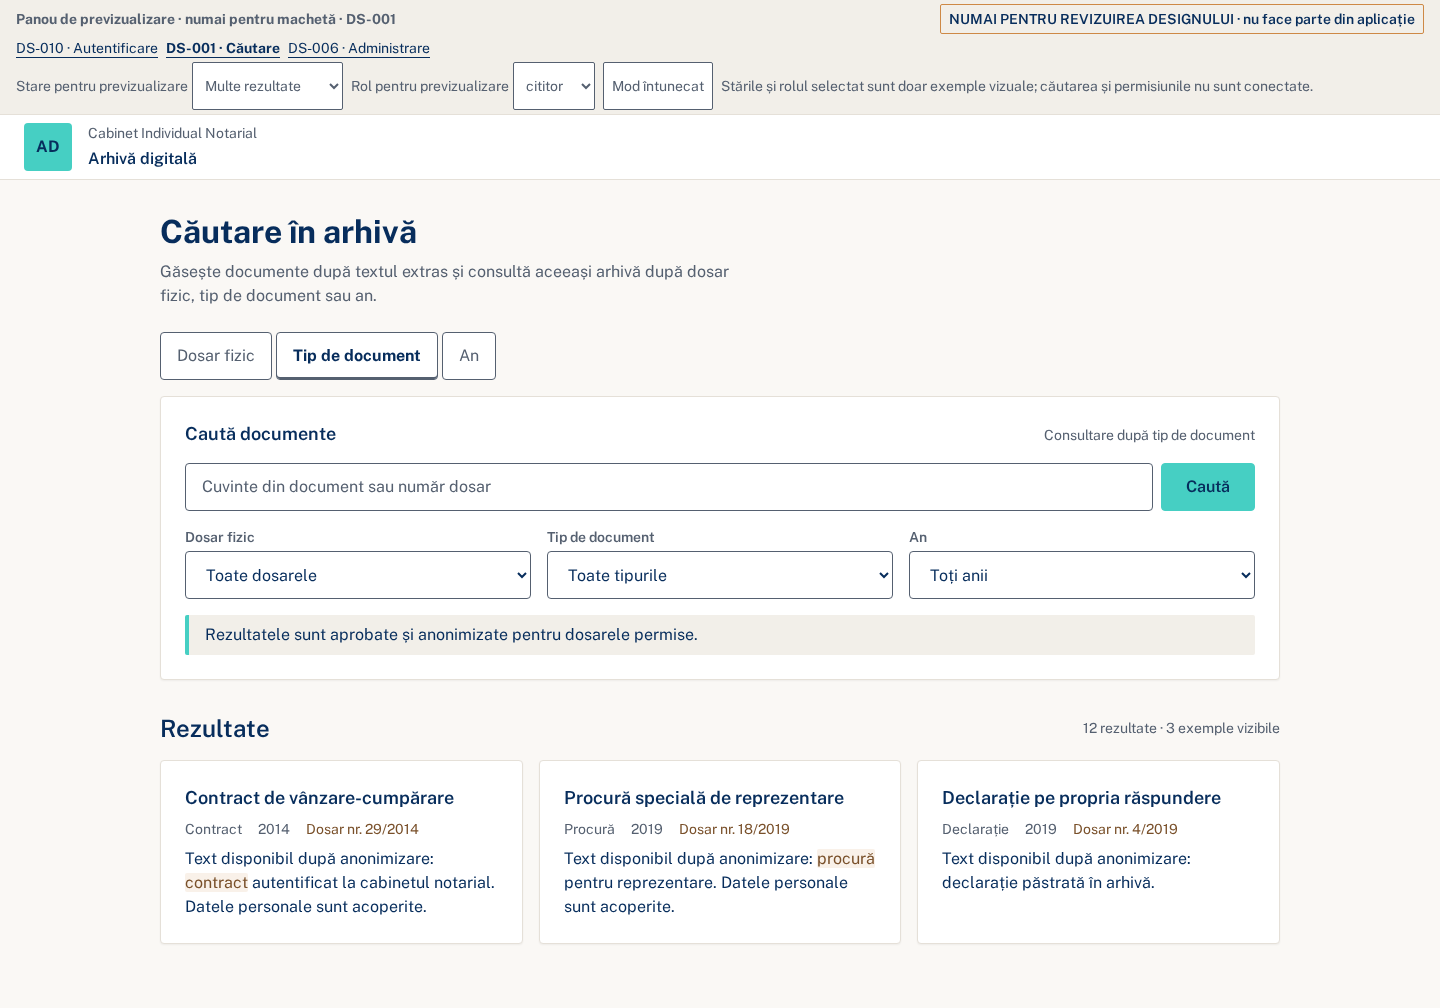 Panou de previzualizare · numai pentru machetă · DS-001
NUMAI PENTRU REVIZUIREA DESIGNULUI · nu face parte din aplicație
DS-010 · Autentificare DS-001 · Căutare DS-006 · Administrare
Stare pentru previzualizare Multe rezultate Rol pentru previzualizare cititor Mod întunecat Stările și rolul selectat sunt doar exemple vizuale; căutarea și permisiunile nu sunt conectate.
AD
Cabinet Individual Notarial
Arhivă digitală
Căutare în arhivă
Găsește documente după textul extras și consultă aceeași arhivă după dosar
fizic, tip de document sau an.
Dosar fizic Tip de document An
Caută documente
Consultare după tip de document
Cuvinte din document sau număr dosar
Caută
Dosar fizic Tip de document An
Toate dosarele Toate tipurile Toți anii
Rezultatele sunt aprobate și anonimizate pentru dosarele permise.
Rezultate
12 rezultate · 3 exemple vizibile
Contract de vânzare-cumpărare
Contract 2014 Dosar nr. 29/2014
Text disponibil după anonimizare:
contract autentificat la cabinetul notarial.
Datele personale sunt acoperite.
Procură specială de reprezentare
Procură 2019 Dosar nr. 18/2019
Text disponibil după anonimizare: procură
pentru reprezentare. Datele personale
sunt acoperite.
Declarație pe propria răspundere
Declarație 2019 Dosar nr. 4/2019
Text disponibil după anonimizare:
declarație păstrată în arhivă.